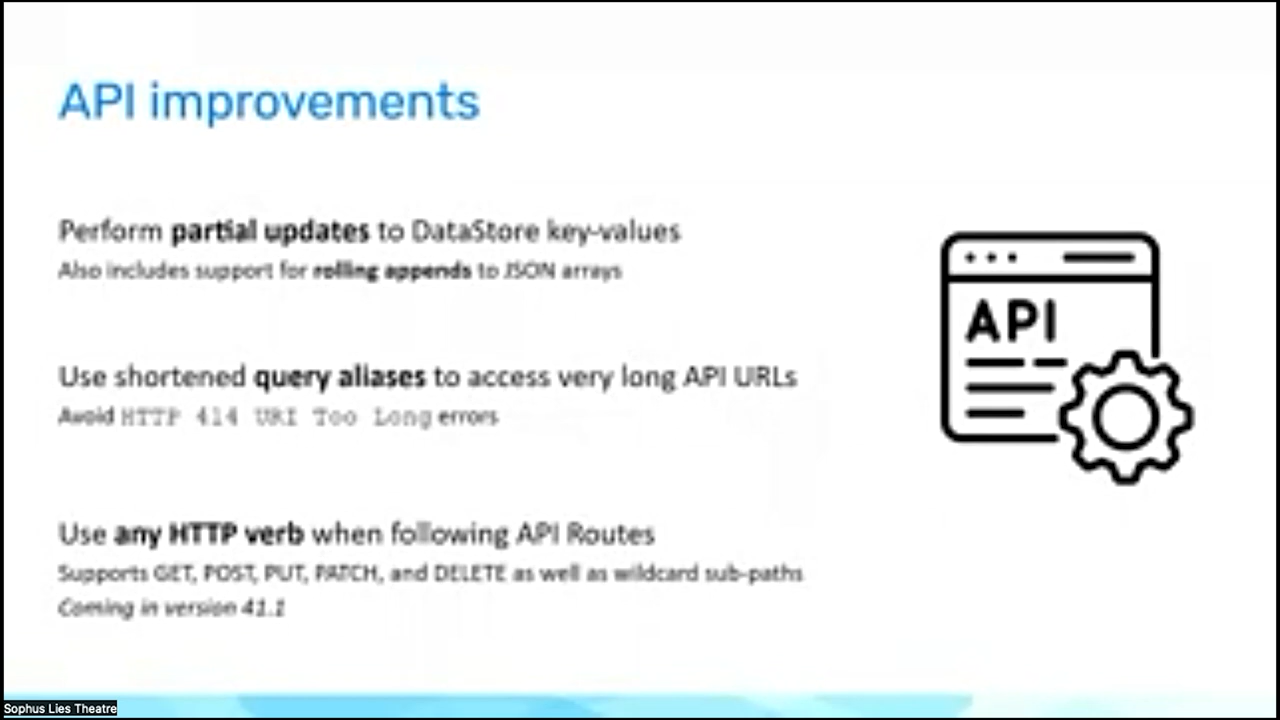 API improvements
Perform partial updates to DataStore key-values
Also includes support for rolling appends to JSON arrays
API
Use shortened query aliases to access very long API URLs
Avoid HTTP 414 URI Too Long errors
Use any HTTP verb when following API Routes
Supports GET, POST, PUT, PATCH, and DELETE as well as wildcard sub-paths
Coming in version 41.1
Sophus Lies Theatre